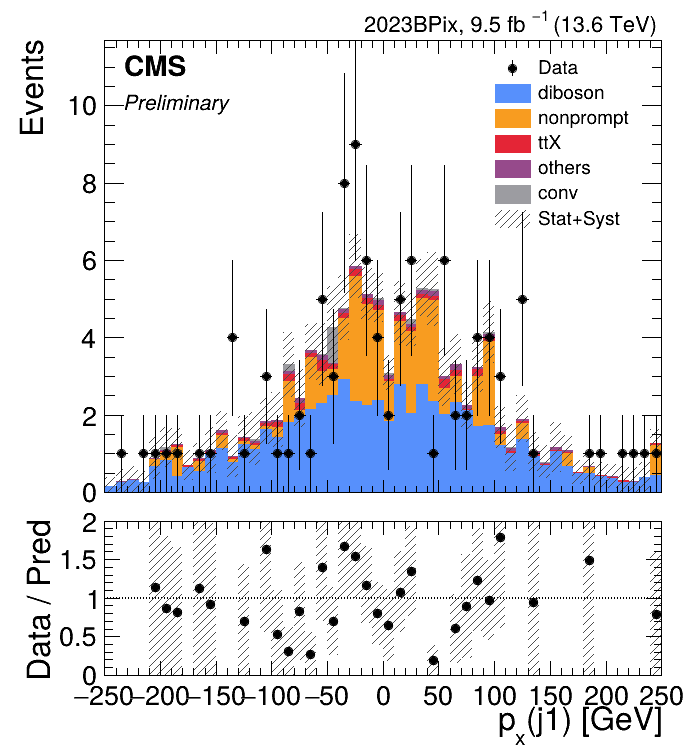 2023BPix, 9.5 fb⁻¹ (13.6 TeV)
CMS
Preliminary
Events
Data
diboson
nonprompt
ttX
others
conv
Stat+Syst
10
8
6
4
2
0
Data / Pred
2
1.5
1
0.5
0
−250 −200 −150 −100 −50 0 50 100 150 200 250
pₓ(j1) [GeV]